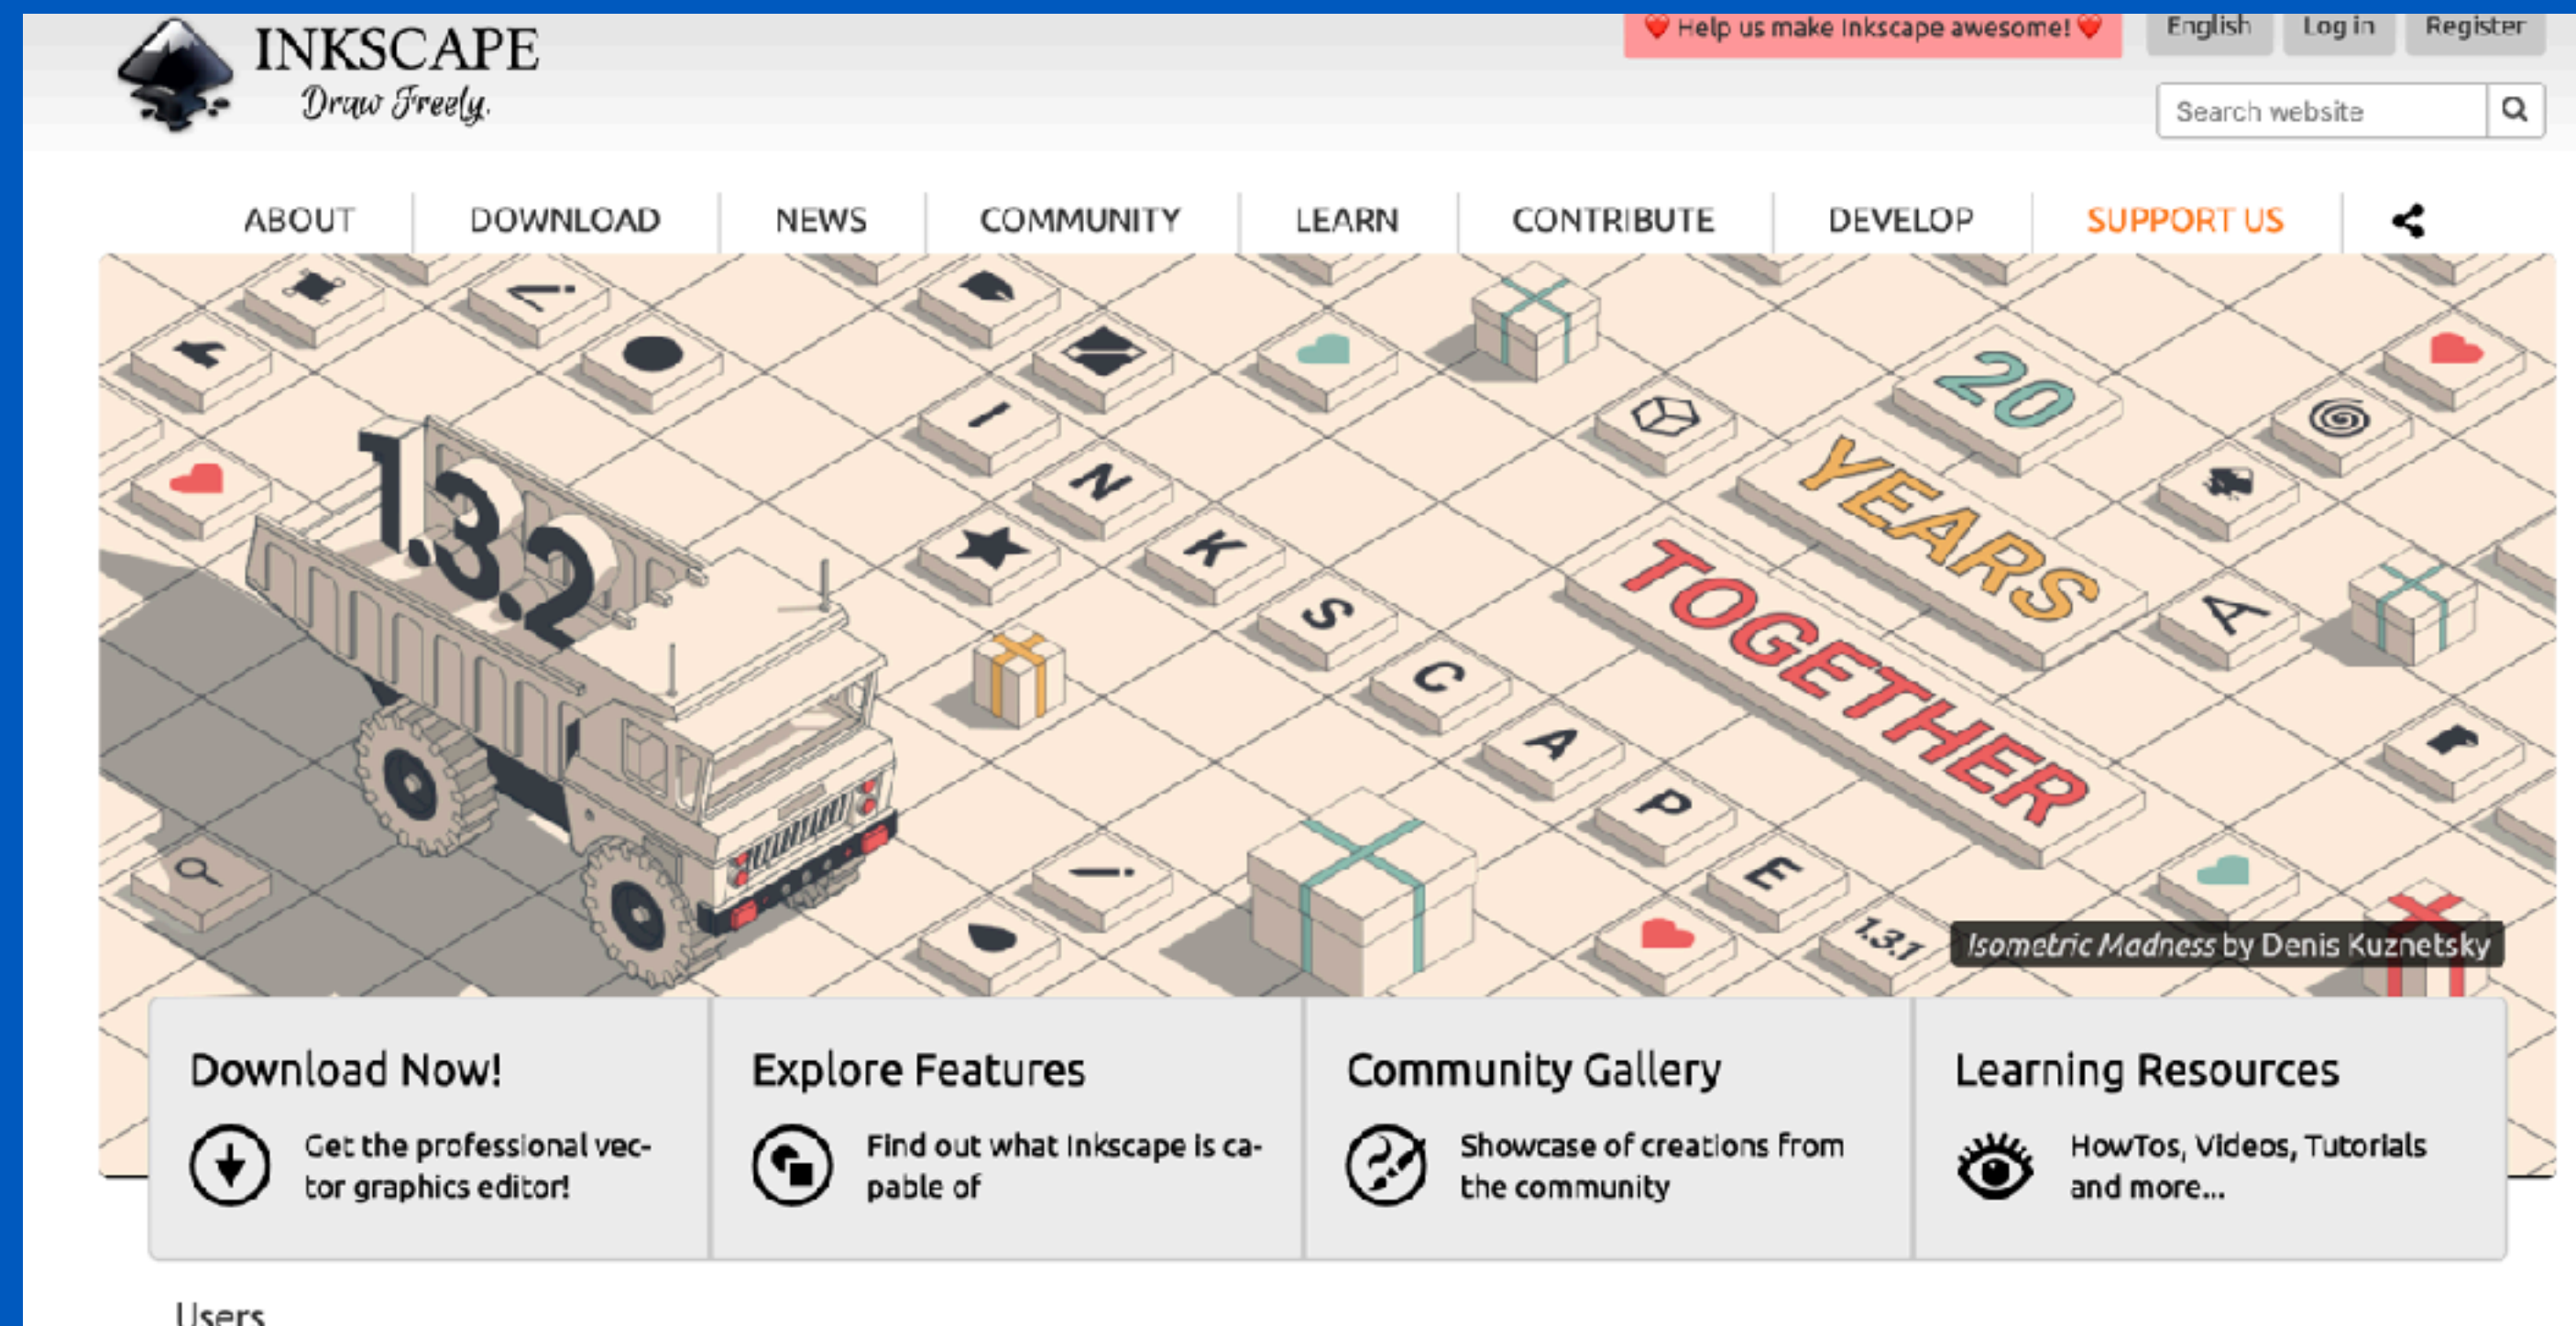 INKSCAPE
Draw Freely.
Help us make Inkscape awesome!
English
Log in
Register
Search website
ABOUT
DOWNLOAD
NEWS
COMMUNITY
LEARN
CONTRIBUTE
DEVELOP
SUPPORT US
1.3.2
I
N
K
S
C
A
P
E
1.3.1
20
YEARS
TOGETHER
A
Isometric Madness by Denis Kuznetsky
Download Now!
Get the professional vec-
tor graphics editor!
Explore Features
Find out what Inkscape is ca-
pable of
Community Gallery
Showcase of creations from
the community
Learning Resources
HowTos, Videos, Tutorials
and more...
Users